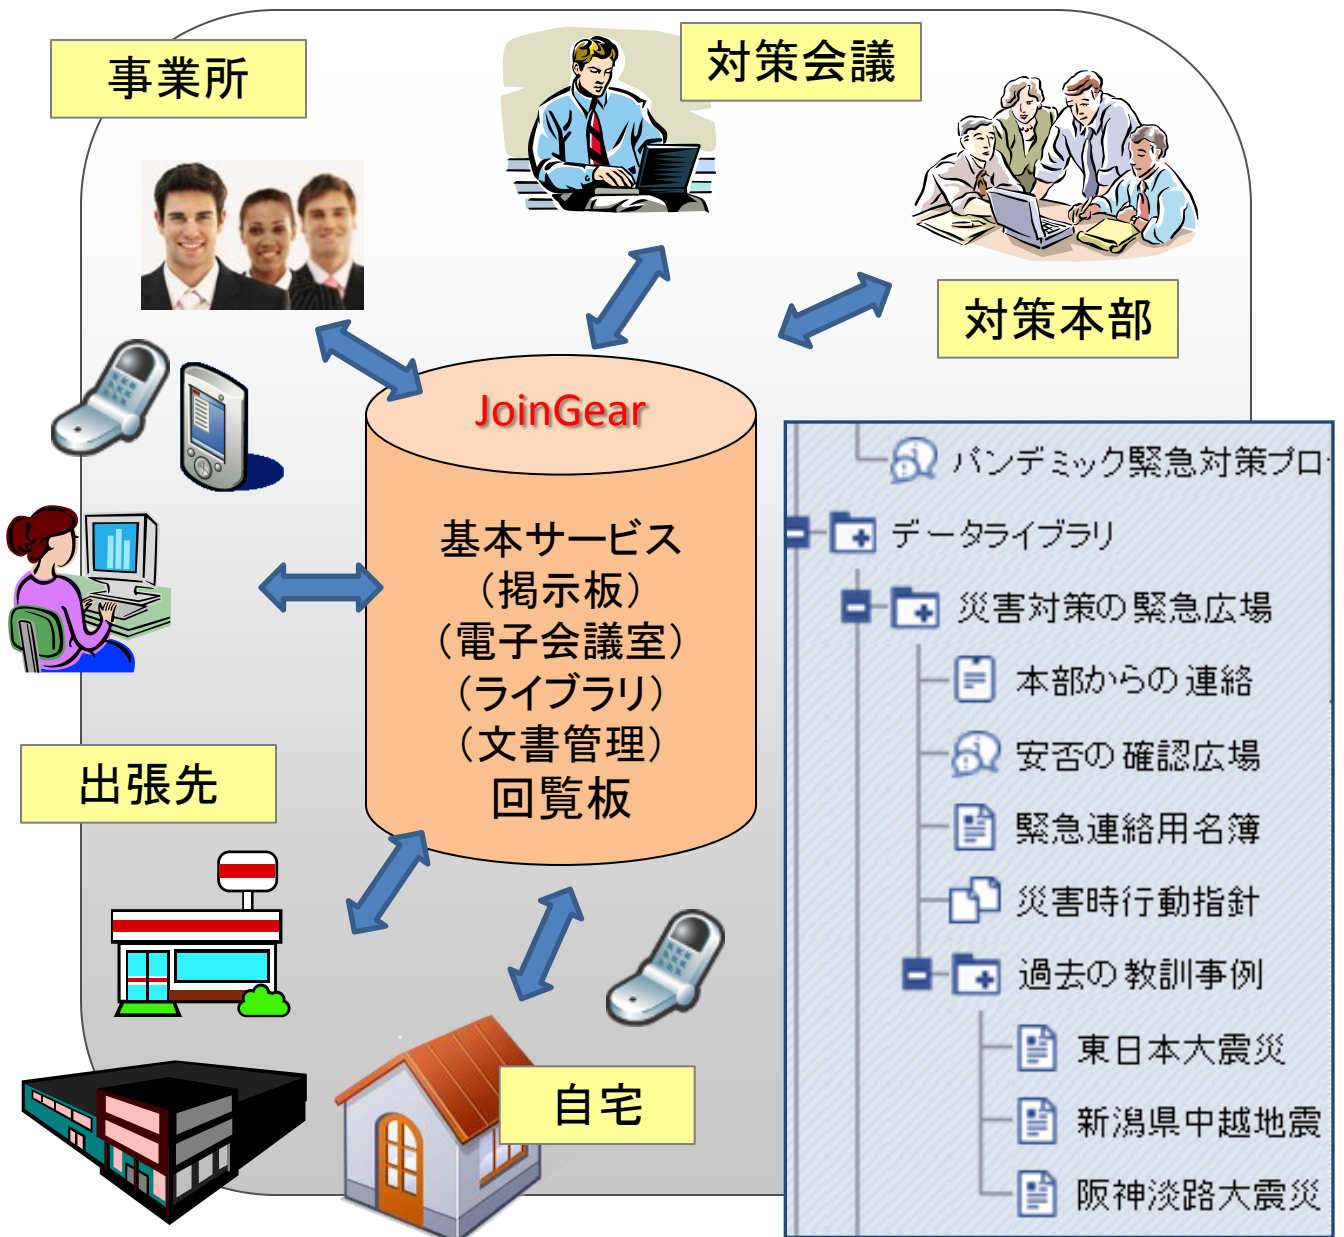 事業所
対策会議
対策本部
JoinGear
基本サービス
（掲示板）
（電子会議室）
（ライブラリ）
（文書管理）
回覧板
出張先
自宅
パンデミック緊急対策プロ
データライブラリ
災害対策の緊急広場
本部からの連絡
安否の確認広場
緊急連絡用名簿
災害時行動指針
過去の教訓事例
東日本大震災
新潟県中越地震
阪神淡路大震災